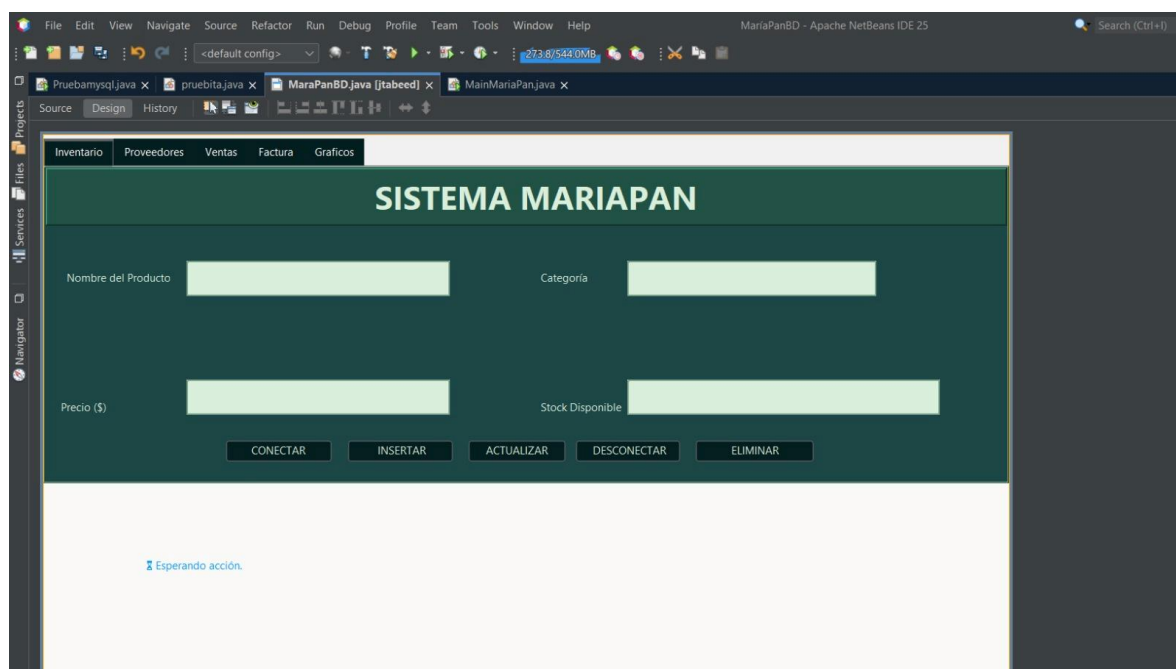 File Edit View Navigate Source Refactor Run Debug Profile Team Tools Window Help MaríaPanBD - Apache NetBeans IDE 25 Search (Ctrl+I)
<default config> 273.8/544.0MB
Pruebamysql.java pruebita.java MaraPanBD.java [jtabeed] MainMariaPan.java
Source Design History
Projects
Files
Services
Navigator
Inventario Proveedores Ventas Factura Graficos
SISTEMA MARIAPAN
Nombre del Producto Categoría
Precio ($) Stock Disponible
CONECTAR INSERTAR ACTUALIZAR DESCONECTAR ELIMINAR
Esperando acción.